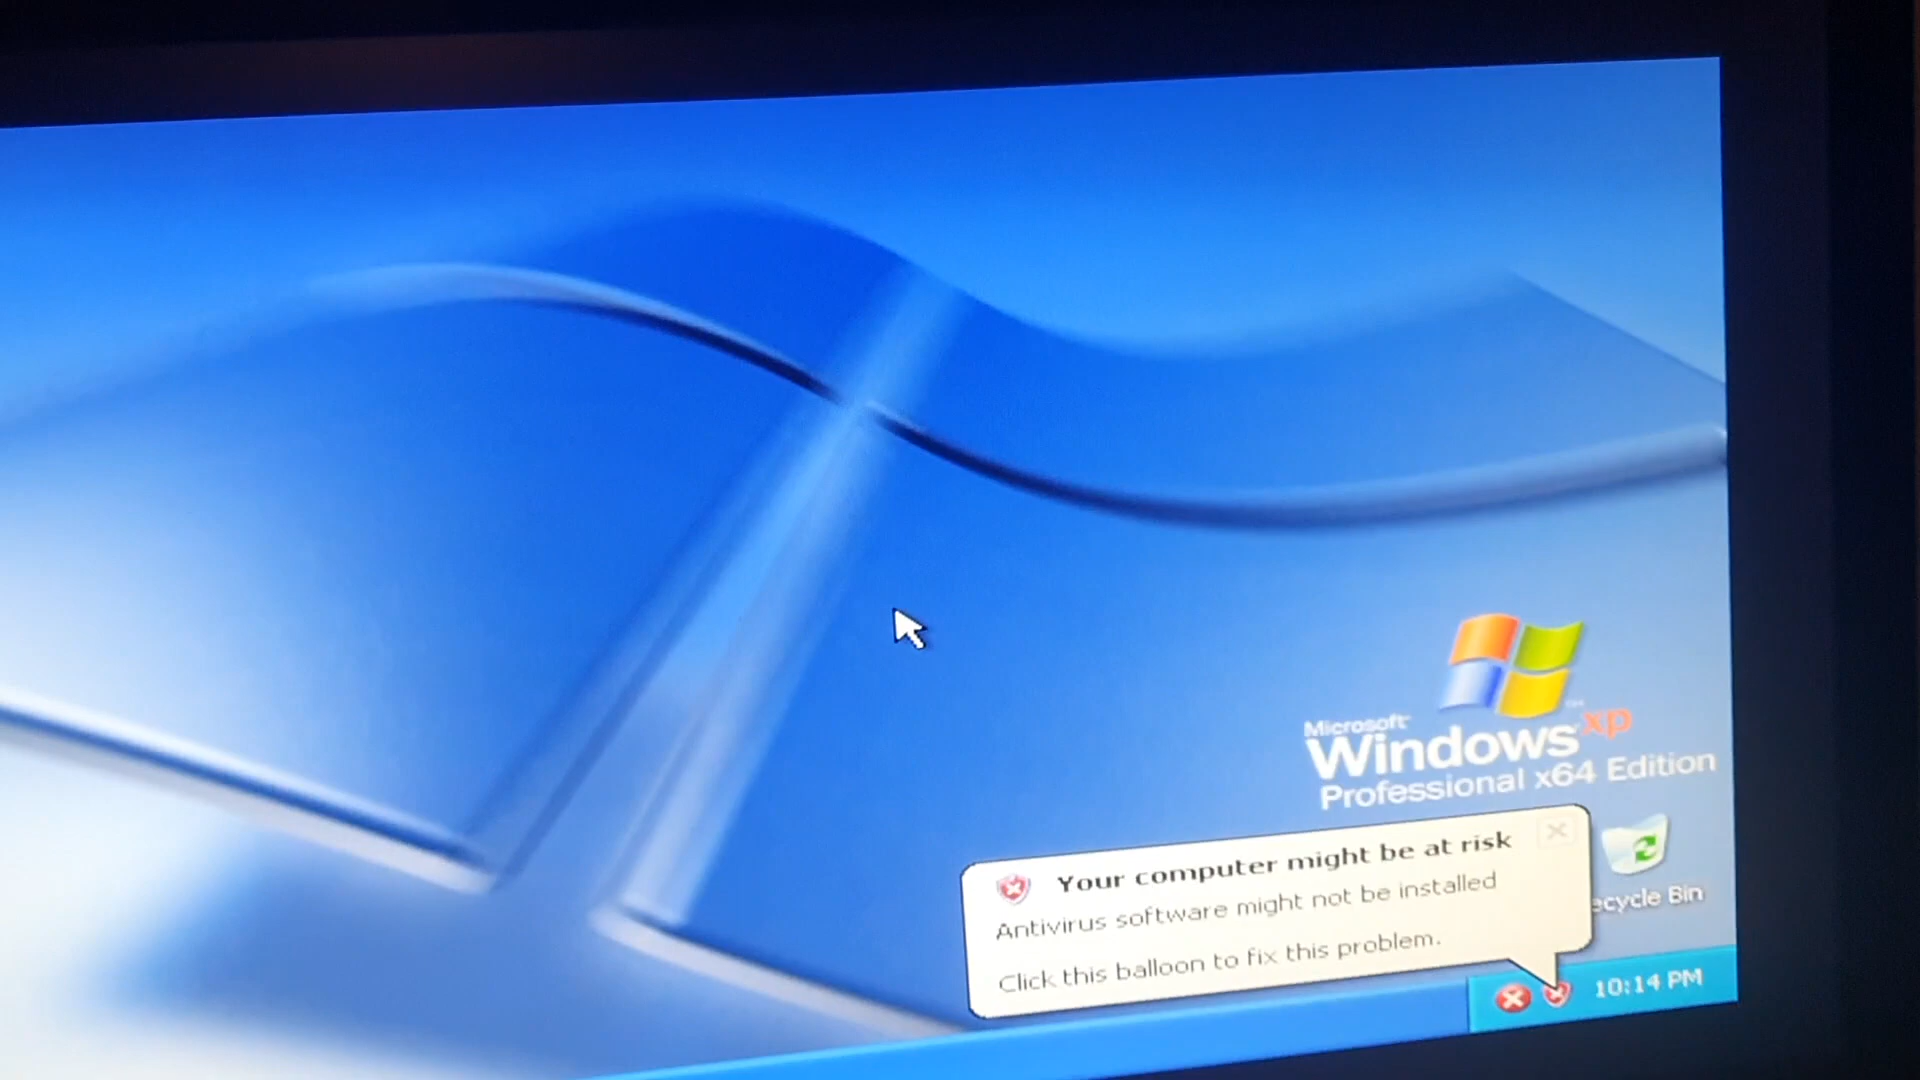 Microsoft
Windows xp
Professional x64 Edition
Your computer might be at risk
Antivirus software might not be installed
Click this balloon to fix this problem.
ecycle Bin
10:14 PM